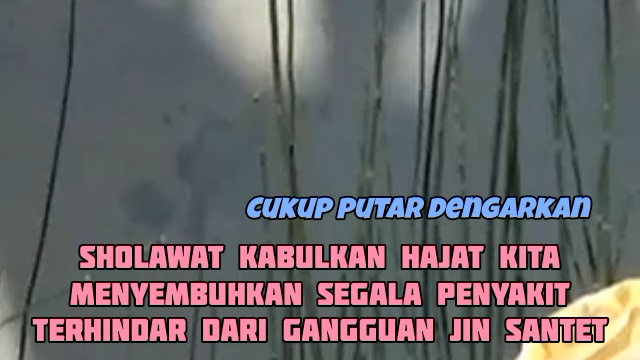 CUKUP PUTAR DENGARKAN
SHOLAWAT KABULKAN HAJAT KITA
MENYEMBUHKAN SEGALA PENYAKIT
TERHINDAR DARI GANGGUAN JIN SANTET